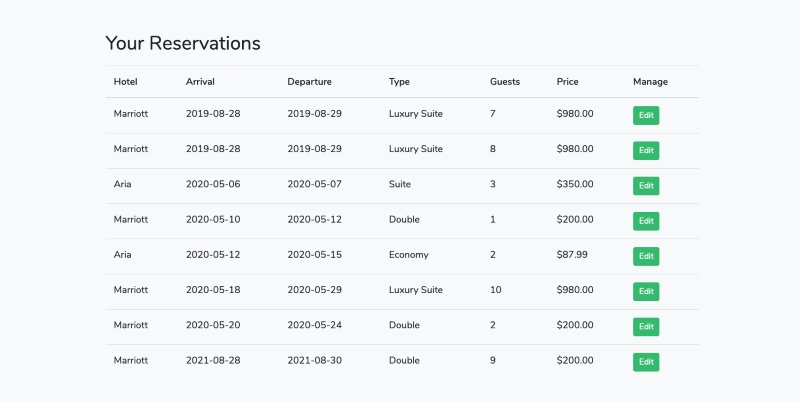 Your Reservations
Hotel Arrival Departure Type Guests Price Manage
Marriott 2019-08-28 2019-08-29 Luxury Suite 7 $980.00 Edit
Marriott 2019-08-28 2019-08-29 Luxury Suite 8 $980.00 Edit
Aria 2020-05-06 2020-05-07 Suite 3 $350.00 Edit
Marriott 2020-05-10 2020-05-12 Double 1 $200.00 Edit
Aria 2020-05-12 2020-05-15 Economy 2 $87.99 Edit
Marriott 2020-05-18 2020-05-29 Luxury Suite 10 $980.00 Edit
Marriott 2020-05-20 2020-05-24 Double 2 $200.00 Edit
Marriott 2021-08-28 2021-08-30 Double 9 $200.00 Edit